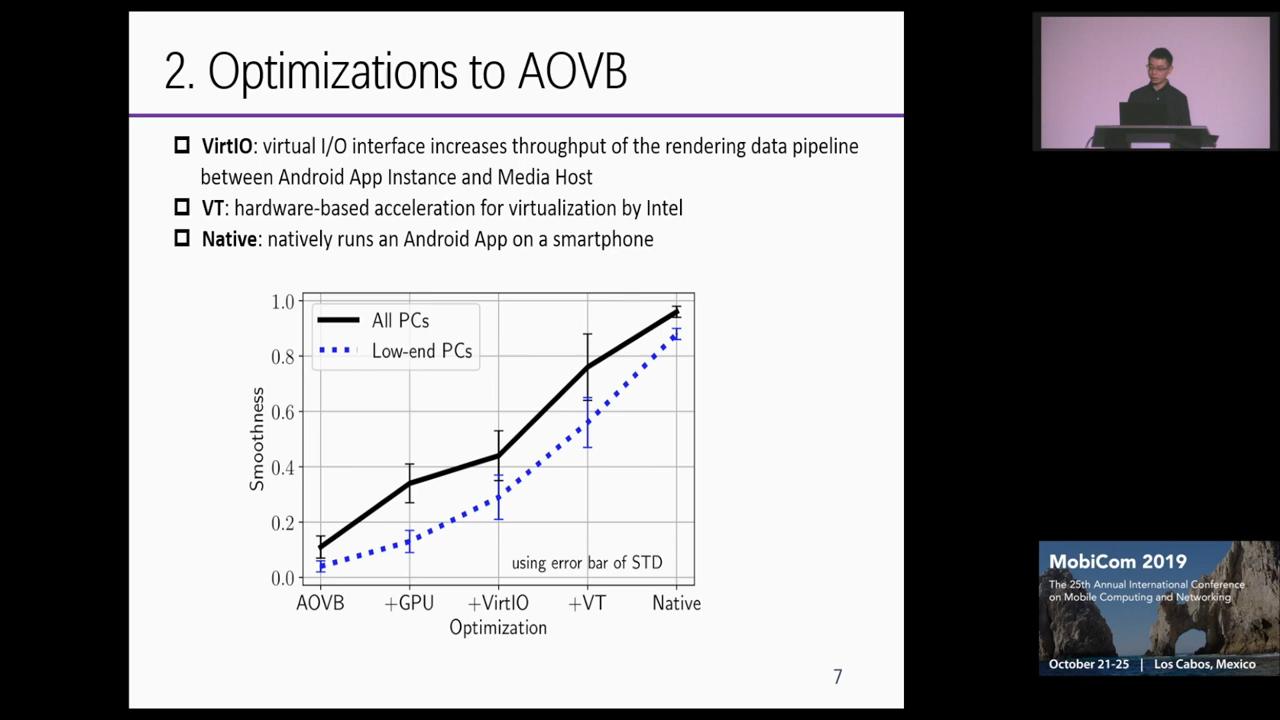 2. Optimizations to AOVB
VirtIO: virtual I/O interface increases throughput of the rendering data pipeline
between Android App Instance and Media Host
VT: hardware-based acceleration for virtualization by Intel
Native: natively runs an Android App on a smartphone
1.0
0.8
0.6
0.4
0.2
0.0
Smoothness
All PCs
Low-end PCs
using error bar of STD
AOVB +GPU +VirtIO +VT Native
Optimization
7
MobiCom 2019
The 25th Annual International Conference
on Mobile Computing and Networking
October 21-25 | Los Cabos, Mexico